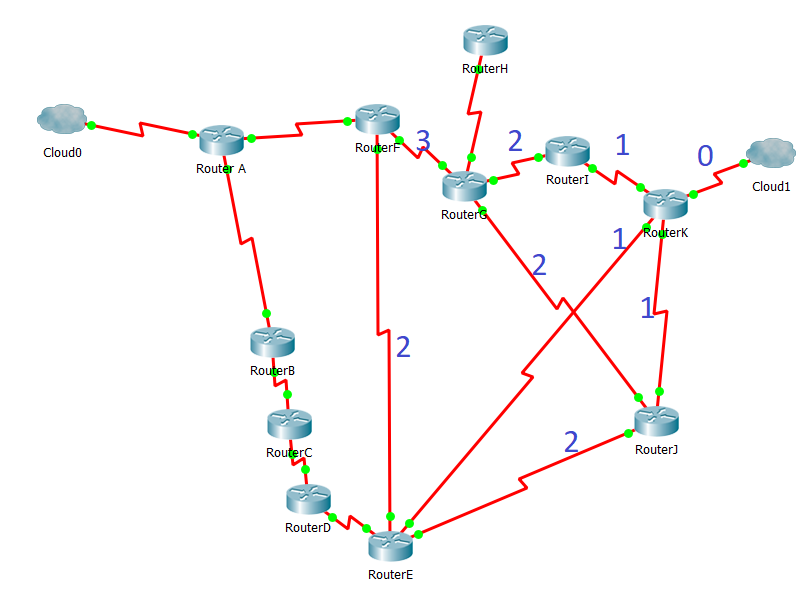 RouterH
Cloud0
Router A
RouterF
3
2
1
0
RouterI
Cloud1
RouterG
RouterK
1
2
1
2
RouterB
2
RouterC
RouterJ
RouterD
RouterE